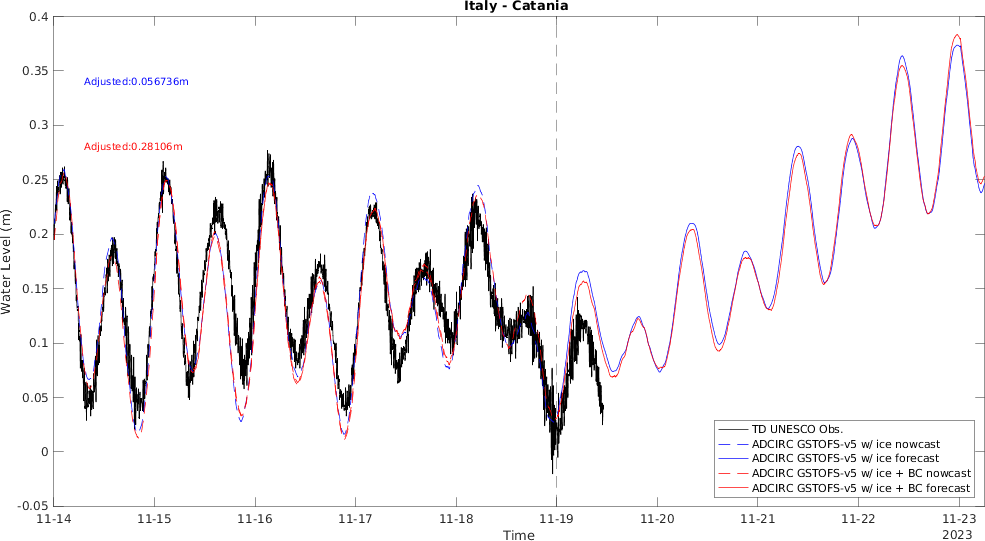 Italy - Catania
0.4
0.35
0.3
0.25
0.2
0.15
0.1
0.05
0
-0.05
Water Level (m)
Adjusted:0.056736m
Adjusted:0.28106m
TD UNESCO Obs.
ADCIRC GSTOFS-v5 w/ ice nowcast
ADCIRC GSTOFS-v5 w/ ice forecast
ADCIRC GSTOFS-v5 w/ ice + BC nowcast
ADCIRC GSTOFS-v5 w/ ice + BC forecast
11-14 11-15 11-16 11-17 11-18 11-19 11-20 11-21 11-22 11-23
2023
Time